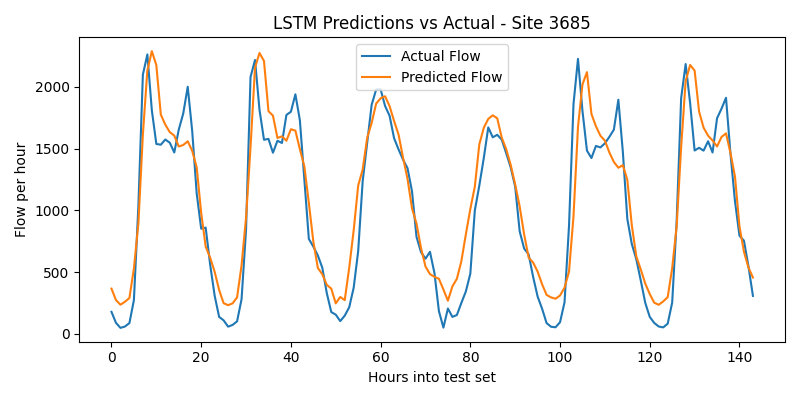 LSTM Predictions vs Actual - Site 3685
Actual Flow
Predicted Flow
Flow per hour
2000
1500
1000
500
0
0 20 40 60 80 100 120 140
Hours into test set